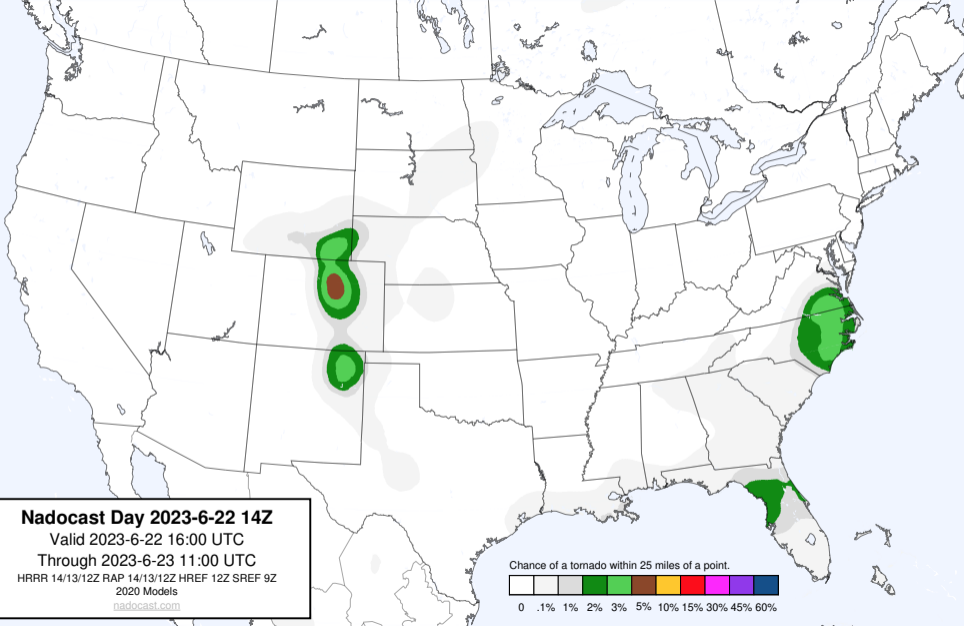 Nadocast Day 2023-6-22 14Z
Valid 2023-6-22 16:00 UTC
Through 2023-6-23 11:00 UTC
HRRR 14/13/12Z RAP 14/13/12Z HREF 12Z SREF 9Z
2020 Models
nadocast.com
Chance of a tornado within 25 miles of a point.
0 .1% 1% 2% 3% 5% 10% 15% 30% 45% 60%